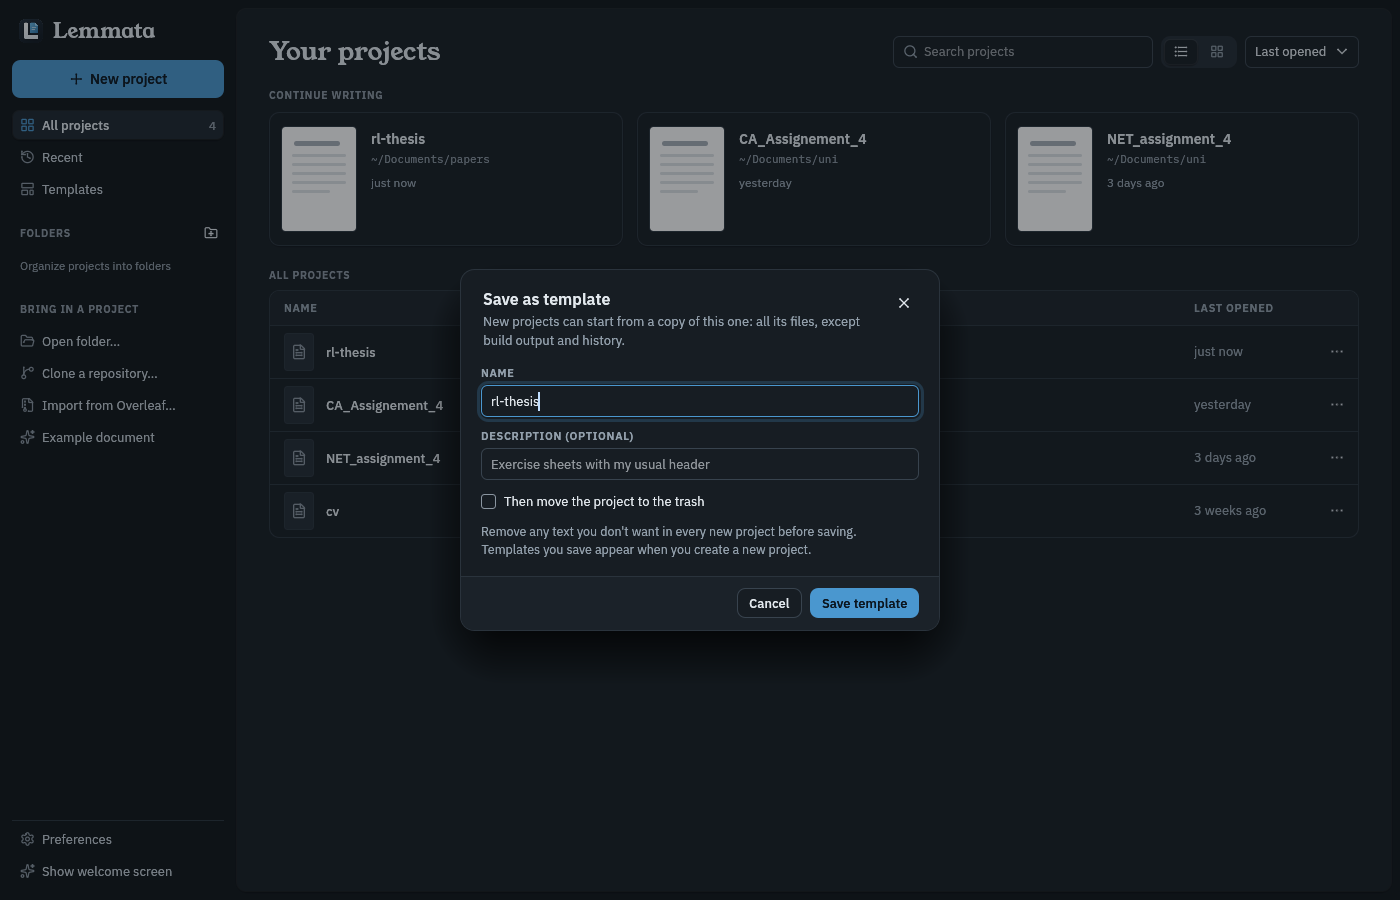 Lemmata
New project
All projects 4
Recent
Templates
FOLDERS
Organize projects into folders
BRING IN A PROJECT
Open folder...
Clone a repository...
Import from Overleaf...
Example document
Preferences
Show welcome screen
Your projects
Search projects
Last opened
CONTINUE WRITING
rl-thesis
~/Documents/papers
just now
CA_Assignement_4
~/Documents/uni
yesterday
NET_assignment_4
~/Documents/uni
3 days ago
ALL PROJECTS
NAME LAST OPENED
rl-thesis just now
CA_Assignement_4 yesterday
NET_assignment_4 3 days ago
cv 3 weeks ago
Save as template
New projects can start from a copy of this one: all its files, except
build output and history.
NAME
rl-thesis
DESCRIPTION (OPTIONAL)
Exercise sheets with my usual header
Then move the project to the trash
Remove any text you don't want in every new project before saving.
Templates you save appear when you create a new project.
Cancel
Save template